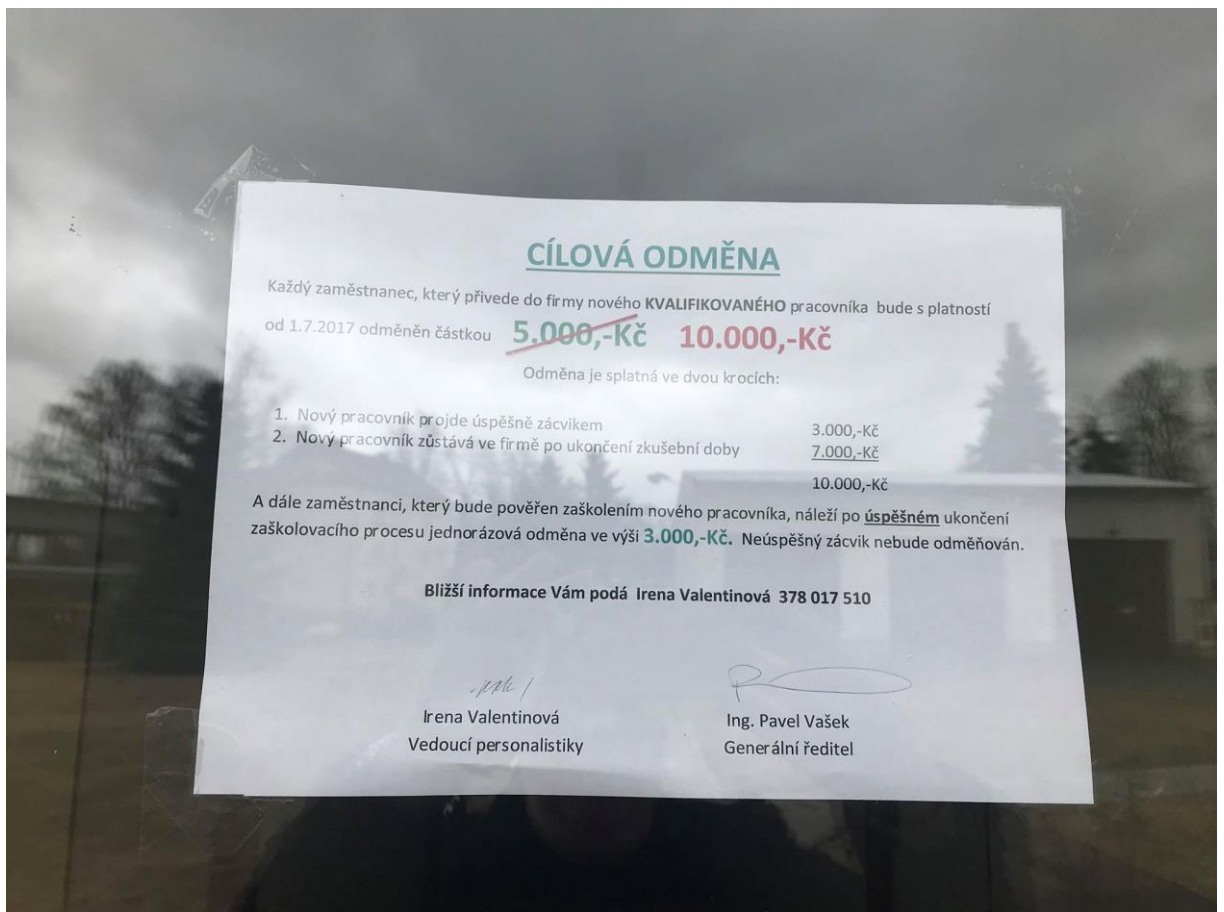 CÍLOVÁ ODMĚNA
Každý zaměstnanec, který přivede do firmy nového KVALIFIKOVANÉHO pracovníka bude s platností
od 1.7.2017 odměněn částkou 5.000,-Kč 10.000,-Kč
Odměna je splatná ve dvou krocích:
1. Nový pracovník projde úspěšně zácvikem 3.000,-Kč
2. Nový pracovník zůstává ve firmě po ukončení zkušební doby 7.000,-Kč
10.000,-Kč
A dále zaměstnanci, který bude pověřen zaškolením nového pracovníka, náleží po úspěšném ukončení
zaškolovacího procesu jednorázová odměna ve výši 3.000,-Kč. Neúspěšný zácvik nebude odměňován.
Bližší informace Vám podá Irena Valentinová 378 017 510
Irena Valentinová Ing. Pavel Vašek
Vedoucí personalistiky Generální ředitel